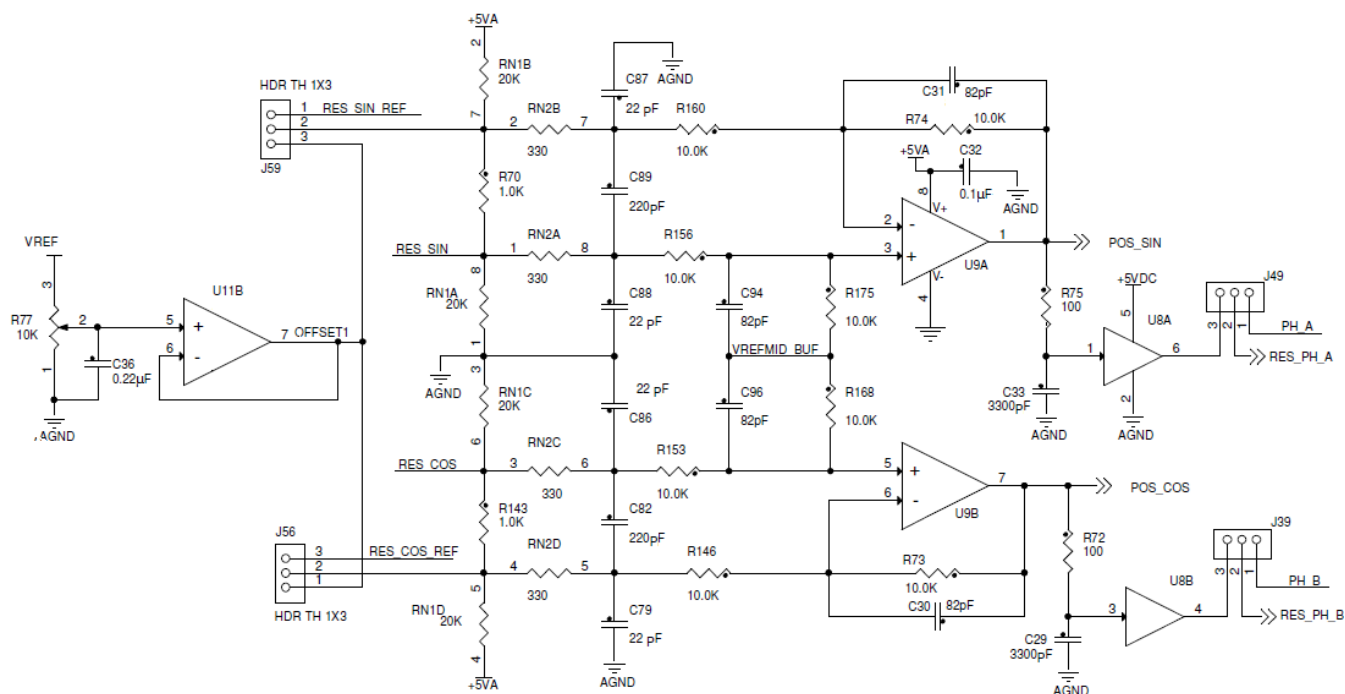 +5VA
2
RN1B
20K
7
HDR TH 1X3
1
RES_SIN_REF
2
3
J59
RN2B
2
7
330
C87
22 pF
AGND
R160
10.0K
C31
82pF
R74
10.0K
+5VA
C32
0.1µF
AGND
8
V+
2
-
3
+
1
U9A
V-
4
POS_SIN
R70
1.0K
C89
220pF
RES_SIN
RN2A
1
8
330
R156
10.0K
8
RN1A
20K
1
C88
22 pF
C94
82pF
R175
10.0K
VREFMID_BUF
R75
100
+5VDC
5
U8A
1
6
2
AGND
C33
3300pF
AGND
J49
3
2
1
PH_A
RES_PH_A
VREF
3
R77
10K
2
1
C36
0.22µF
AGND
U11B
5
+
6
-
7
OFFSET1
AGND
3
RN1C
20K
6
22 pF
C86
C96
82pF
R168
10.0K
RES_COS
RN2C
3
6
330
R153
10.0K
5
+
6
-
7
U9B
POS_COS
R143
1.0K
C82
220pF
J56
3
RES_COS_REF
2
1
HDR TH 1X3
RN2D
4
5
330
R146
10.0K
R73
10.0K
C30
82pF
5
RN1D
20K
4
+5VA
C79
22 pF
AGND
R72
100
U8B
3
4
C29
3300pF
AGND
J39
3
2
1
PH_B
RES_PH_B